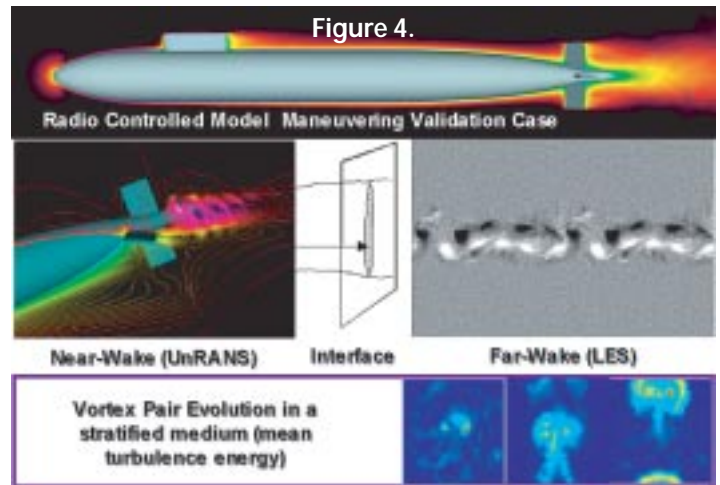 Figure 4.
Radio Controlled Model Maneuvering Validation Case
Near-Wake (UnRANS)
Interface
Far-Wake (LES)
Vortex Pair Evolution in a
stratified medium (mean
turbulence energy)